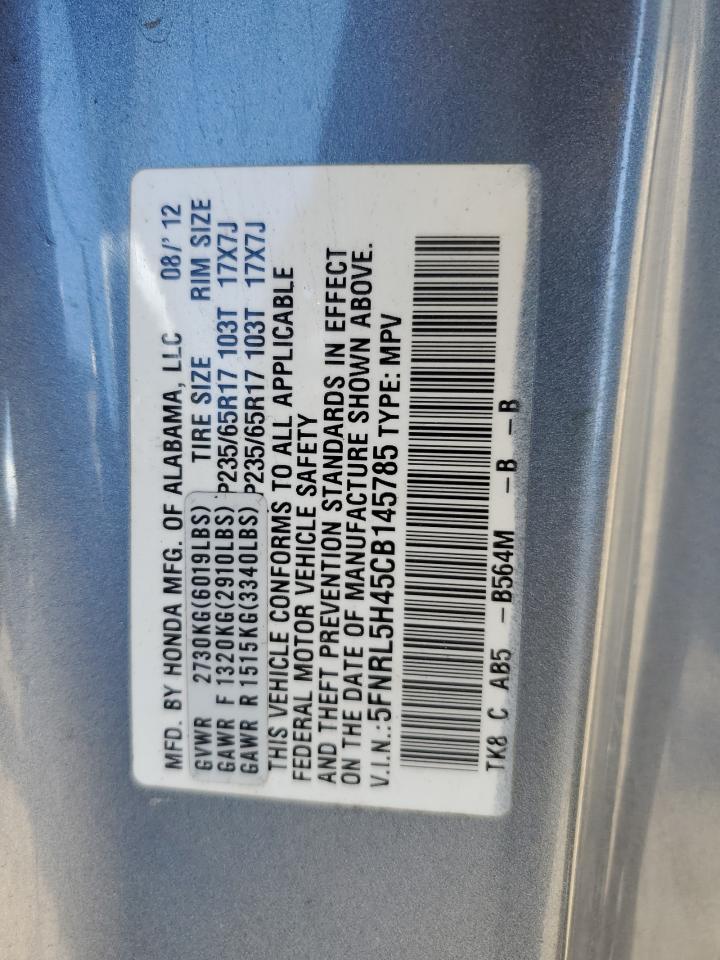 MFD. BY HONDA MFG. OF ALABAMA, LLC 08/' 12
GVWR 2730KG(6019LBS) TIRE SIZE RIM SIZE
GAWR F 1320KG(2910LBS) P235/65R17 103T 17X7J
GAWR R 1515KG(3340LBS) P235/65R17 103T 17X7J
THIS VEHICLE CONFORMS TO ALL APPLICABLE
FEDERAL MOTOR VEHICLE SAFETY
AND THEFT PREVENTION STANDARDS IN EFFECT
ON THE DATE OF MANUFACTURE SHOWN ABOVE.
V.I.N.:5FNRL5H45CB145785 TYPE: MPV
TK8 C AB5 -B564M -B -B